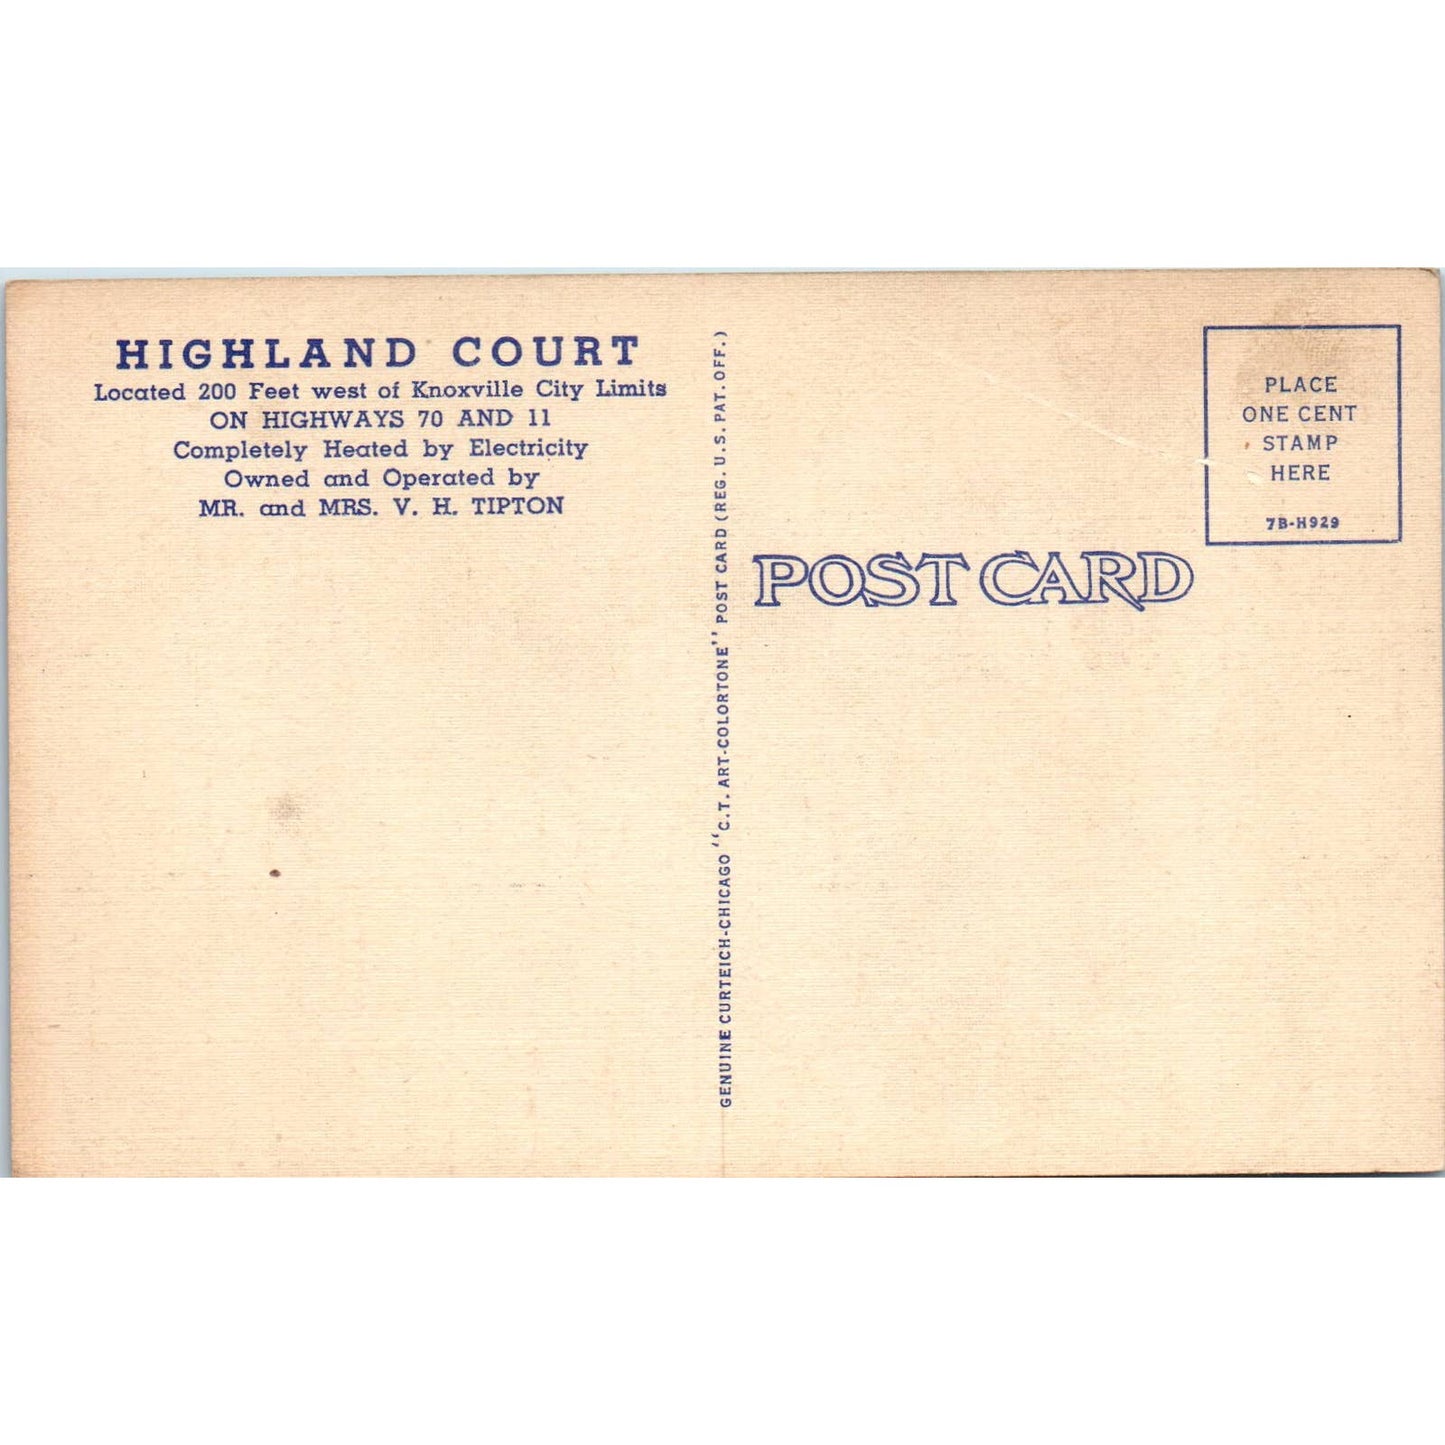 HIGHLAND COURT
Located 200 Feet west of Knoxville City Limits
ON HIGHWAYS 70 AND 11
Completely Heated by Electricity
Owned and Operated by
MR. and MRS. V. H. TIPTON
GENUINE CURTEICH-CHICAGO "C.T. ART-COLORTONE" POST CARD (REG. U.S. PAT. OFF.)
PLACE
ONE CENT
STAMP
HERE
7B-H929
POST CARD